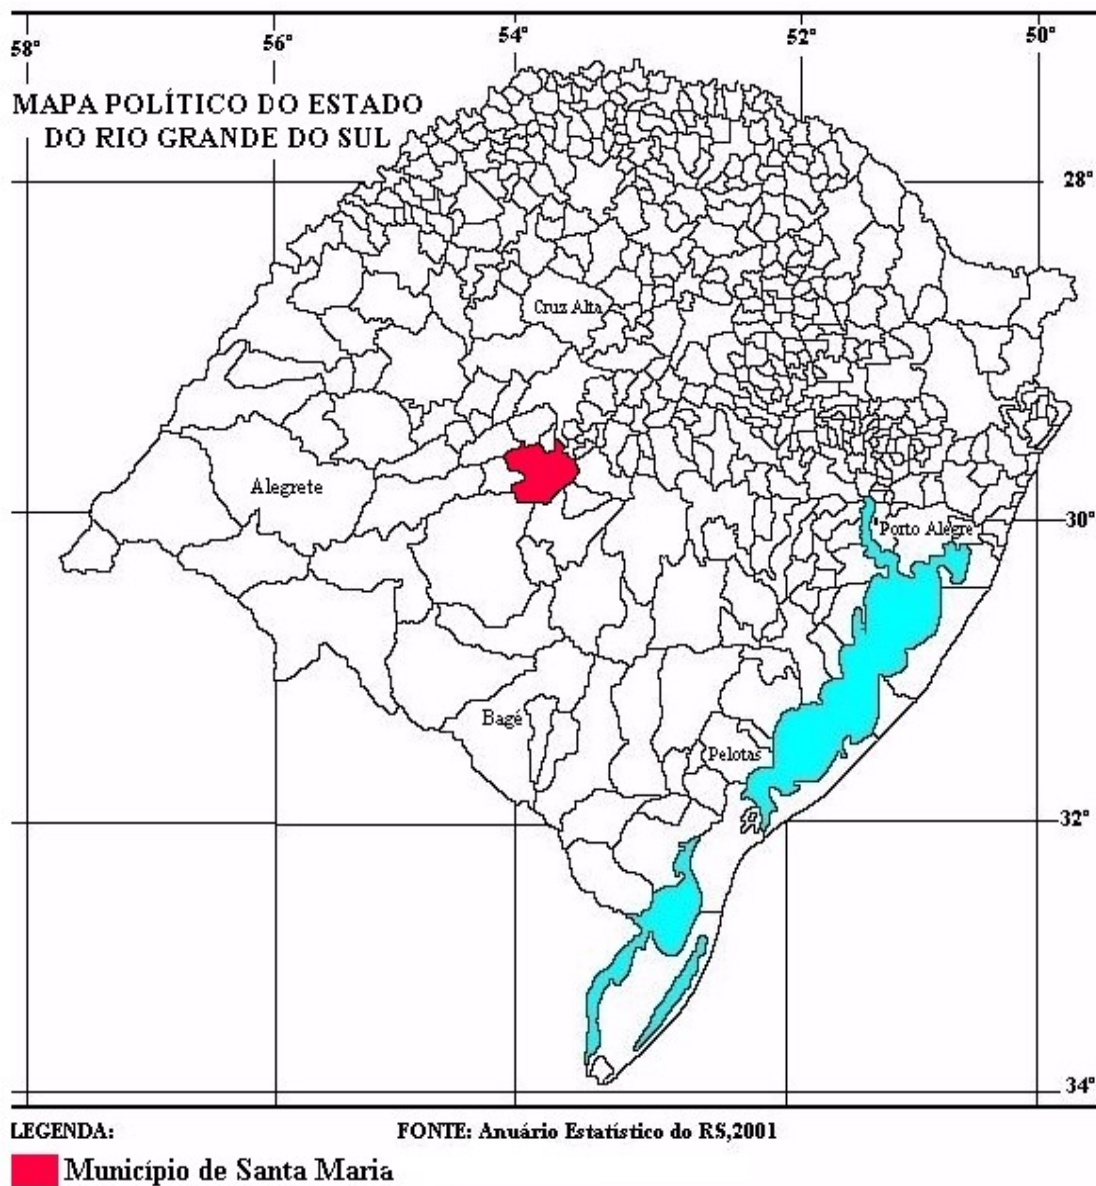 58° 56° 54° 52° 50°
MAPA POLÍTICO DO ESTADO
DO RIO GRANDE DO SUL
28°
Cruz Alta
Alegrete
30°
Porto Alegre
Bagé
Pelotas
32°
34°
LEGENDA: FONTE: Anuário Estatístico do RS,2001
Município de Santa Maria